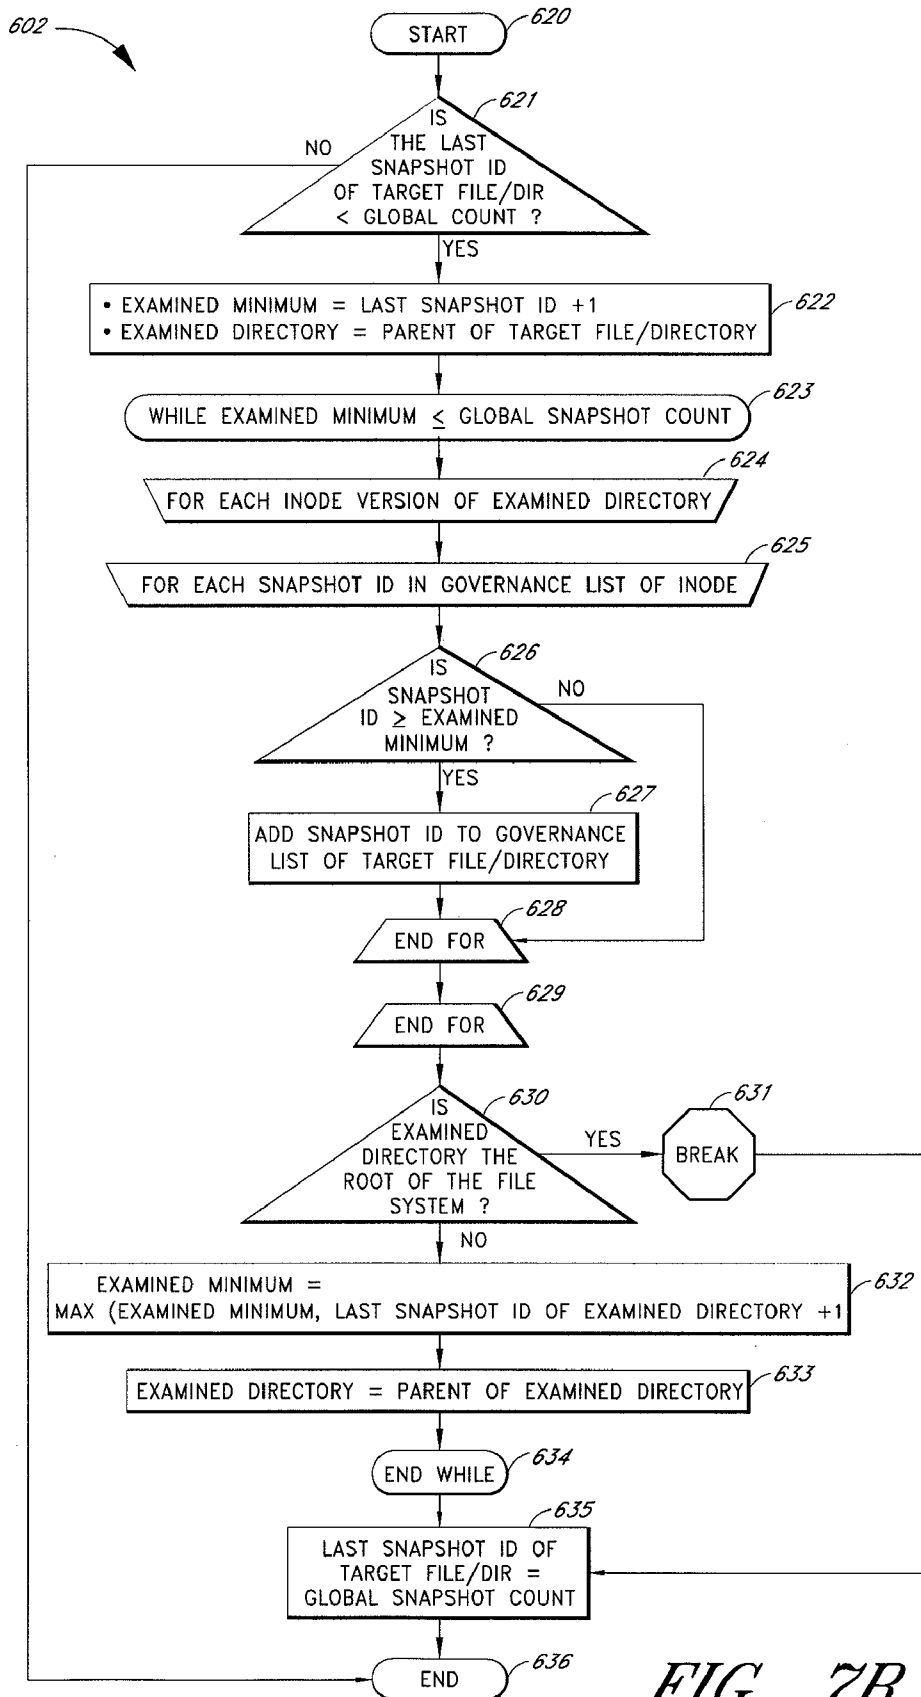 602
START
620
621
IS
THE LAST
SNAPSHOT ID
OF TARGET FILE/DIR
< GLOBAL COUNT ?
NO
YES
• EXAMINED MINIMUM = LAST SNAPSHOT ID +1
• EXAMINED DIRECTORY = PARENT OF TARGET FILE/DIRECTORY
622
WHILE EXAMINED MINIMUM ≤ GLOBAL SNAPSHOT COUNT
623
624
FOR EACH INODE VERSION OF EXAMINED DIRECTORY
625
FOR EACH SNAPSHOT ID IN GOVERNANCE LIST OF INODE
626
IS
SNAPSHOT
ID ≥ EXAMINED
MINIMUM ?
NO
YES
627
ADD SNAPSHOT ID TO GOVERNANCE
LIST OF TARGET FILE/DIRECTORY
628
END FOR
629
END FOR
630
IS
EXAMINED
DIRECTORY THE
ROOT OF THE FILE
SYSTEM ?
YES
631
BREAK
NO
EXAMINED MINIMUM =
MAX (EXAMINED MINIMUM, LAST SNAPSHOT ID OF EXAMINED DIRECTORY +1
632
EXAMINED DIRECTORY = PARENT OF EXAMINED DIRECTORY
633
END WHILE
634
635
LAST SNAPSHOT ID OF
TARGET FILE/DIR =
GLOBAL SNAPSHOT COUNT
END
636
FIG. 7B